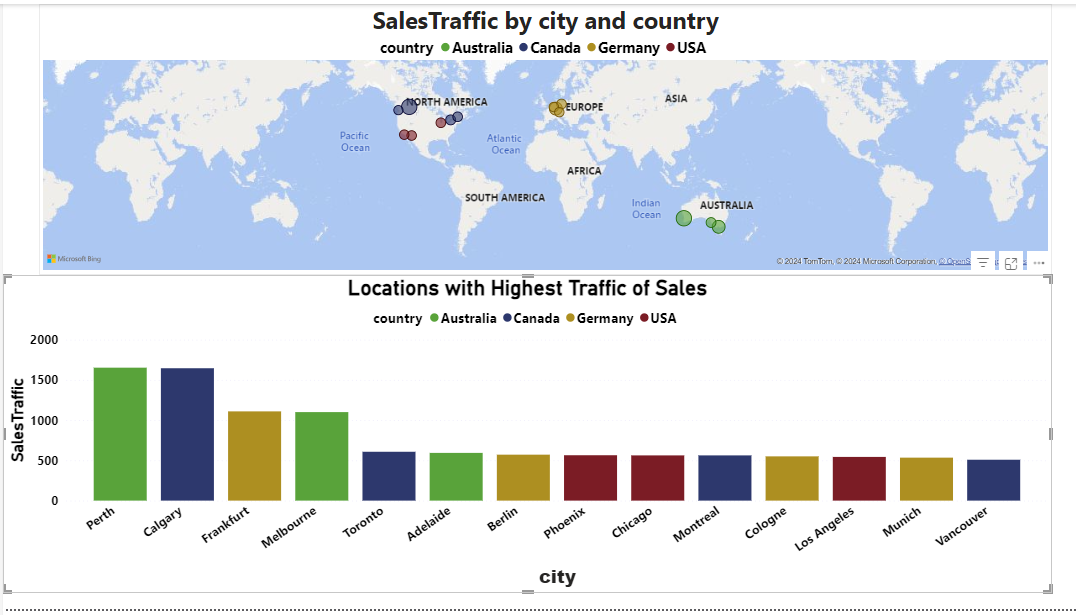 SalesTraffic by city and country
country Australia Canada Germany USA
NORTH AMERICA
EUROPE
ASIA
Pacific
Ocean
Atlantic
Ocean
AFRICA
SOUTH AMERICA
Indian
Ocean
AUSTRALIA
Microsoft Bing
© 2024 TomTom, © 2024 Microsoft Corporation, © OpenS
Locations with Highest Traffic of Sales
country Australia Canada Germany USA
SalesTraffic
2000
1500
1000
500
0
Perth
Calgary
Frankfurt
Melbourne
Toronto
Adelaide
Berlin
Phoenix
Chicago
Montreal
Cologne
Los Angeles
Munich
Vancouver
city